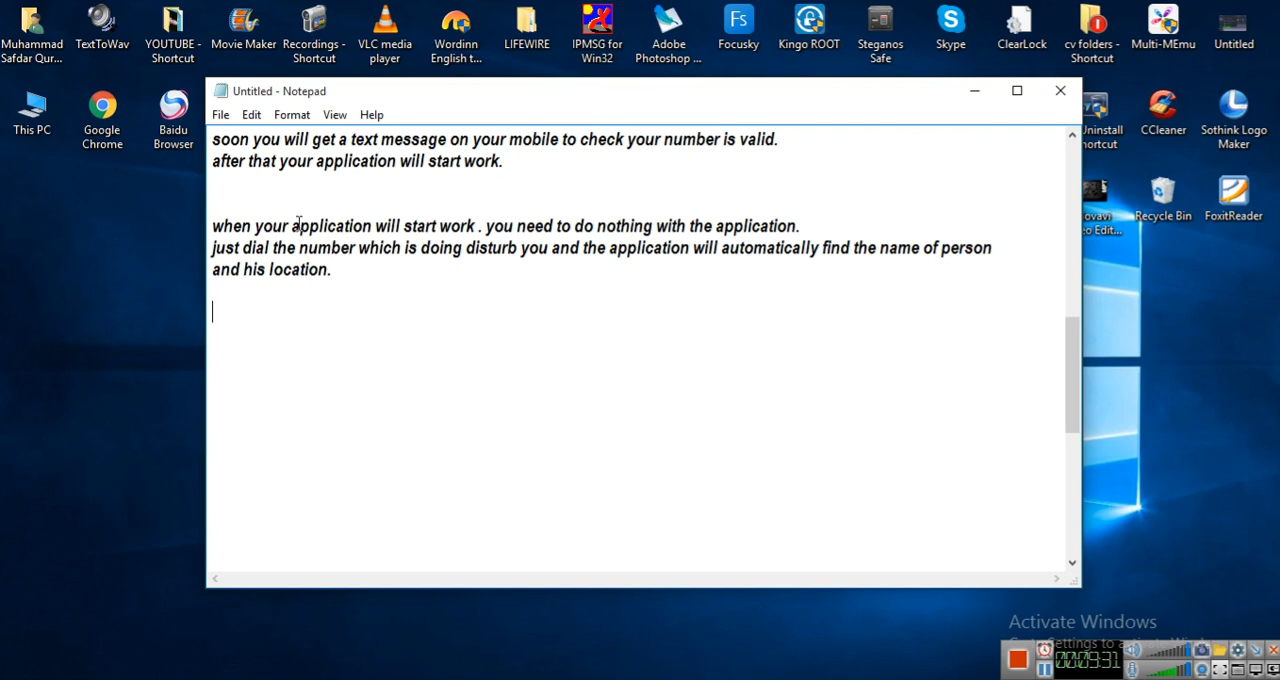 Muhammad Safdar Qur...
TextToWav
YOUTUBE - Shortcut
Movie Maker
Recordings - Shortcut
VLC media player
Wordinn English t...
LIFEWIRE
IPMSG for Win32
Adobe Photoshop ...
Focusky
Kingo ROOT
Steganos Safe
Skype
ClearLock
cv folders - Shortcut
Multi-MEmu
Untitled
This PC
Google Chrome
Baidu Browser
CCleaner
Sothink Logo Maker
Recycle Bin
FoxitReader
Untitled - Notepad
File Edit Format View Help
soon you will get a text message on your mobile to check your number is valid.
after that your application will start work.
when your application will start work . you need to do nothing with the application.
just dial the number which is doing disturb you and the application will automatically find the name of person
and his location.
Activate Windows